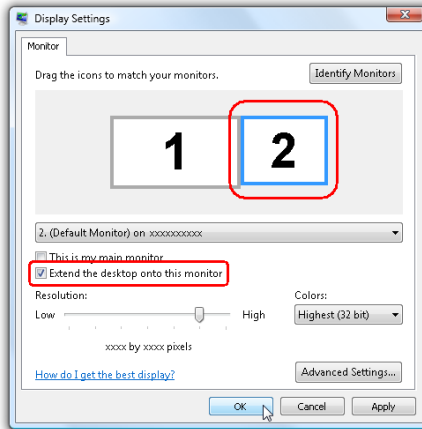 Display Settings
Monitor
Drag the icons to match your monitors.
Identify Monitors
1
2
2. (Default Monitor) on xxxxxxxxxx
This is my main monitor
Extend the desktop onto this monitor
Resolution:
Colors:
Low
High
Highest (32 bit)
xxxx by xxxx pixels
How do I get the best display?
Advanced Settings...
OK
Cancel
Apply